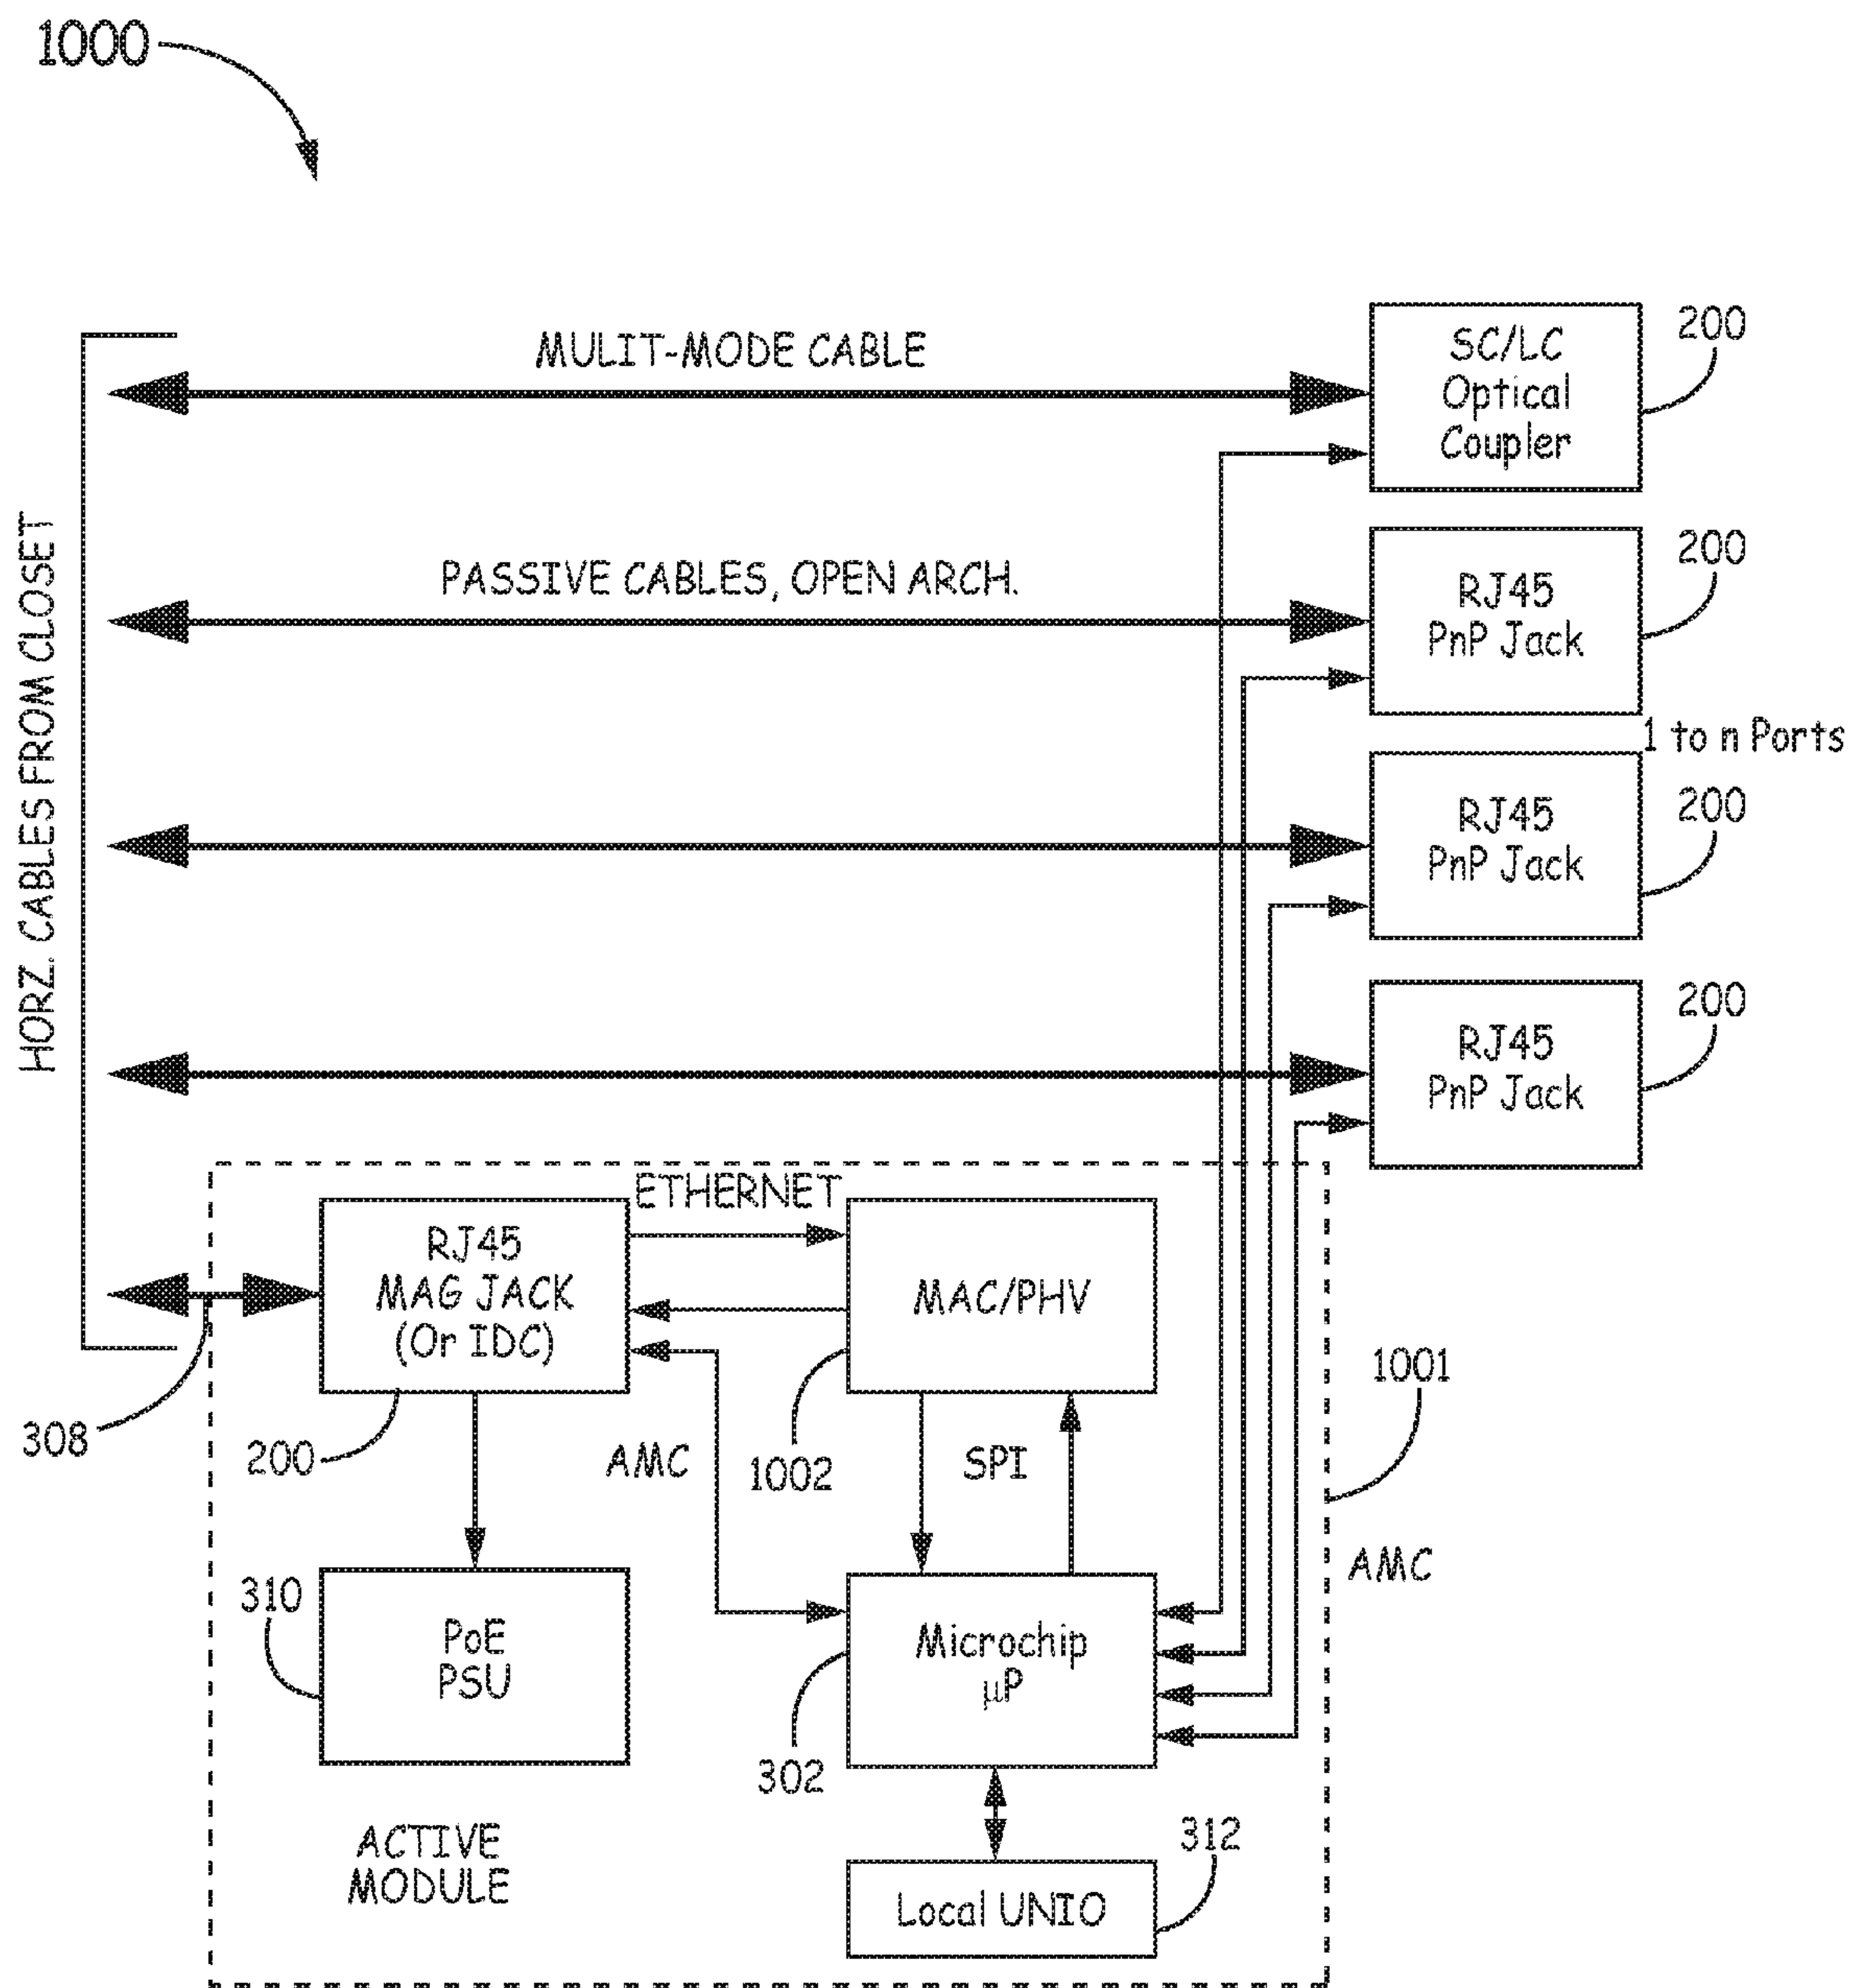 1000
MULIT-MODE CABLE
SC/LC
Optical
Coupler
200
HORZ. CABLES FROM CLOSET
PASSIVE CABLES, OPEN ARCH.
RJ45
PnP Jack
200
1 to n Ports
RJ45
PnP Jack
200
RJ45
PnP Jack
200
ETHERNET
RJ45
MAG JACK
(Or IDC)
MAC/PHV
308
200
AMC
1002
SPI
1001
AMC
310
PoE
PSU
Microchip
µP
302
ACTIVE
MODULE
312
Local UNIO